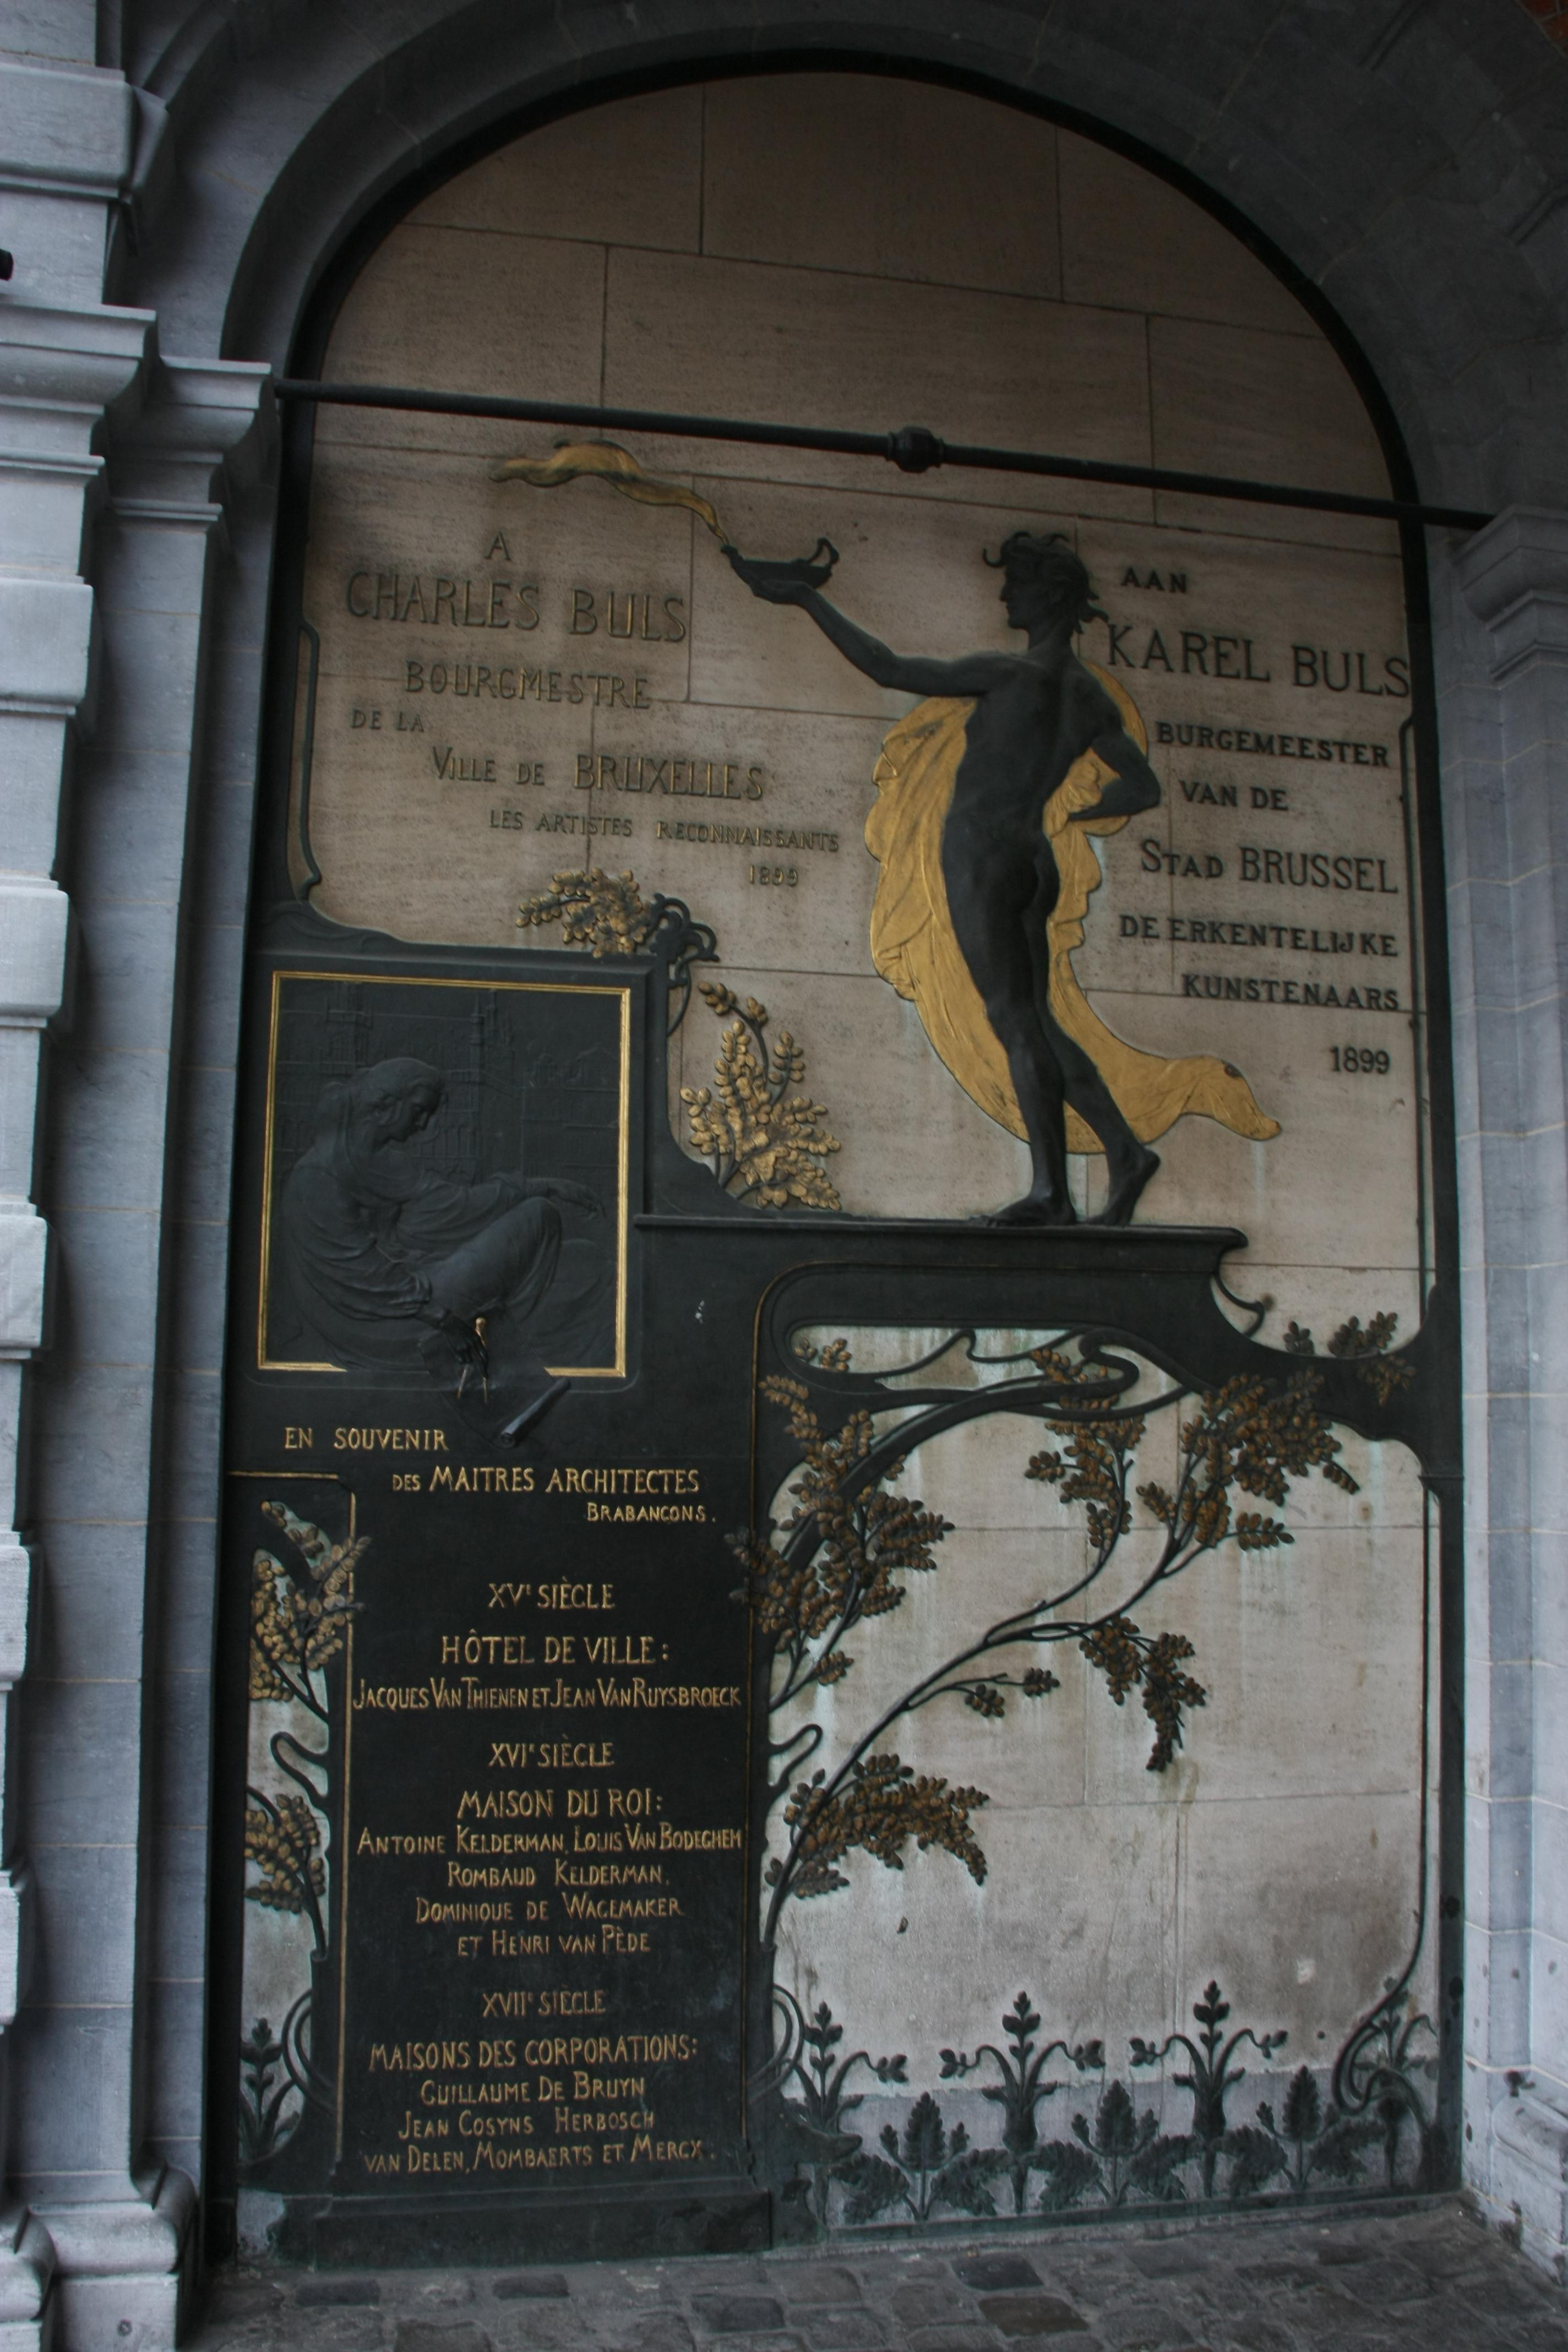 A
CHARLES BULS
BOURGMESTRE
DE LA
VILLE DE BRUXELLES
LES ARTISTES RECONNAISSANTS
1899
AAN
KAREL BULS
BURGEMEESTER
VAN DE
STAD BRUSSEL
DE ERKENTELIJKE
KUNSTENAARS
1899
EN SOUVENIR
DES MAITRES ARCHITECTES
BRABANCONS.
XVe SIÈCLE
HÔTEL DE VILLE:
JACQUES VAN THIENEN ET JEAN VAN RUYSBROECK
XVIe SIÈCLE
MAISON DU ROI:
ANTOINE KELDERMAN, LOUIS VAN BODEGHEM
ROMBAUD KELDERMAN,
DOMINIQUE DE WAGEMAKER
ET HENRI VAN PÈDE
XVIIe SIÈCLE
MAISONS DES CORPORATIONS:
GUILLAUME DE BRUYN
JEAN COSYNS HERBOSCH
VAN DELEN, MOMBAERTS ET MERCX.